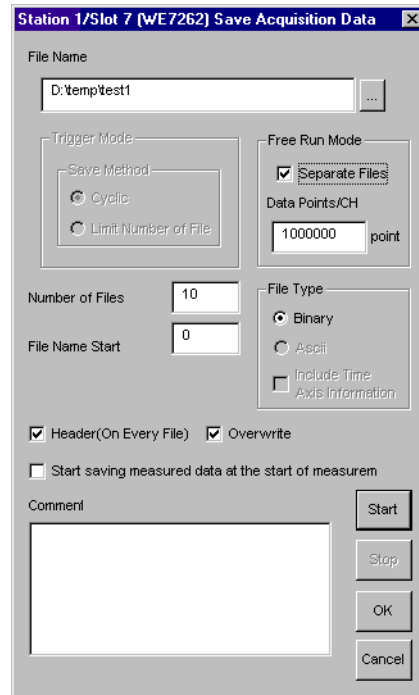 Station 1/Slot 7 (WE7262) Save Acquisition Data
File Name
D:\temp\test1
...
Trigger Mode
Save Method
Cyclic
Limit Number of File
Free Run Mode
Separate Files
Data Points/CH
1000000 point
Number of Files 10
File Name Start 0
File Type
Binary
Ascii
Include Time
Axis Information
Header(On Every File) Overwrite
Start saving measured data at the start of measurem
Comment
Start
Stop
OK
Cancel